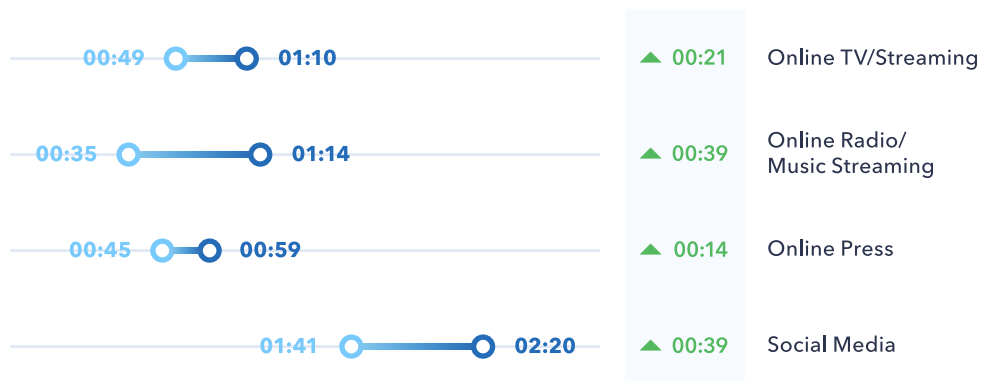 00:49 01:10 00:21 Online TV/Streaming
00:35 01:14 00:39 Online Radio/
Music Streaming
00:45 00:59 00:14 Online Press
01:41 02:20 00:39 Social Media